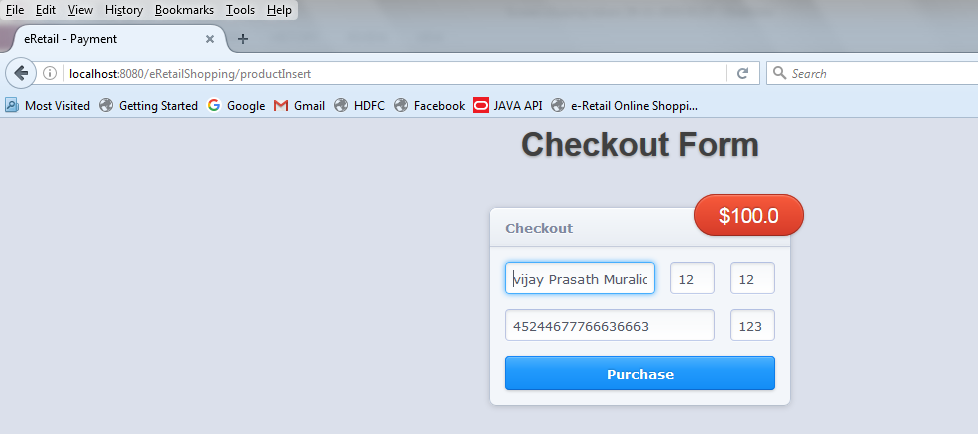 File Edit View History Bookmarks Tools Help
eRetail - Payment
localhost:8080/eRetailShopping/productInsert
Search
Most Visited Getting Started Google Gmail HDFC Facebook JAVA API e-Retail Online Shoppi...
Checkout Form
$100.0
Checkout
vijay Prasath Muralic 12 12
45244677766636663 123
Purchase